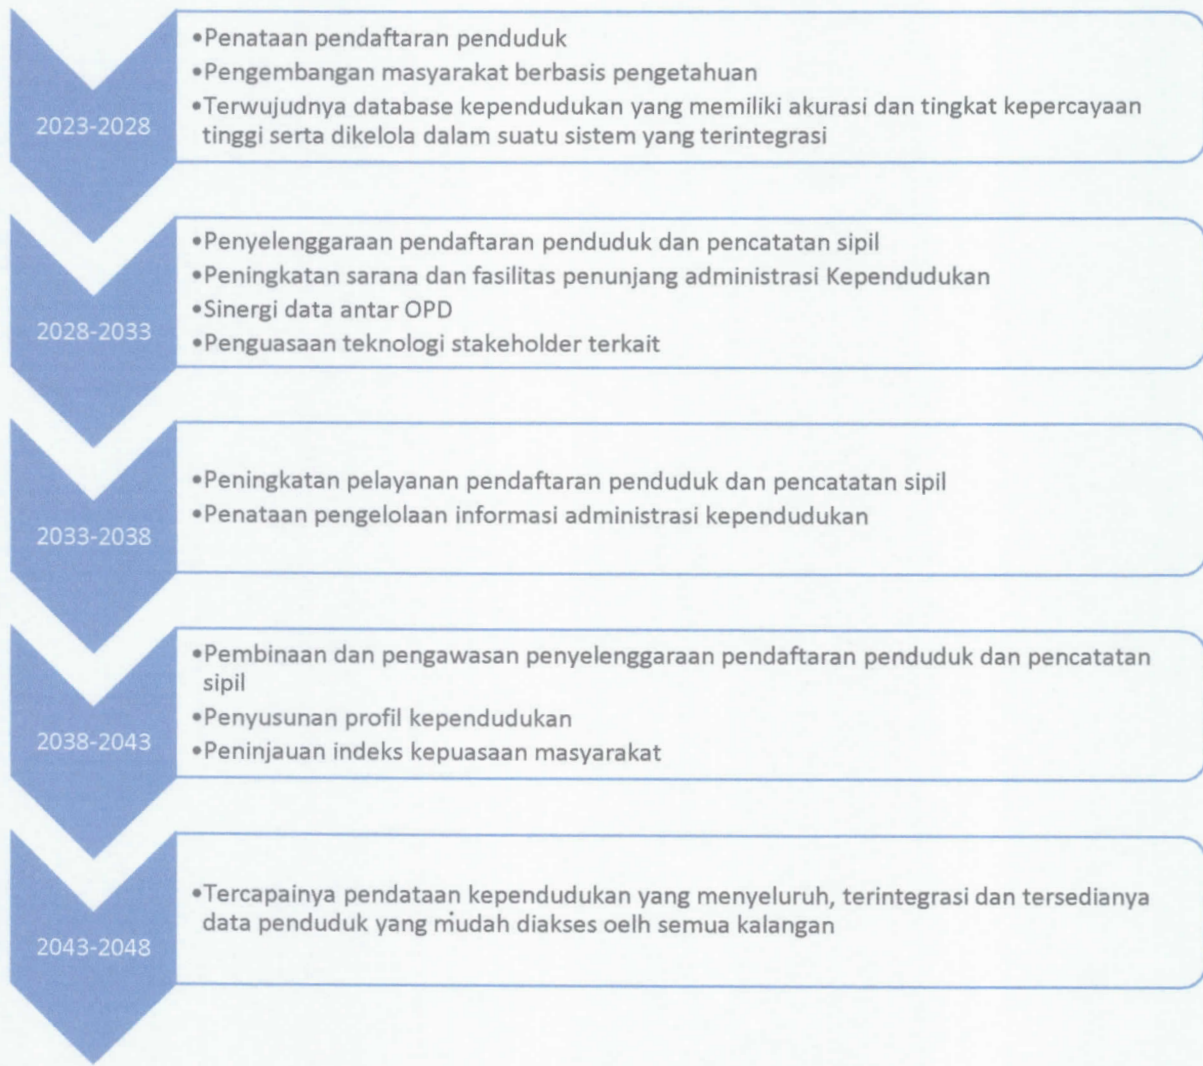 •Penataan pendaftaran penduduk
•Pengembangan masyarakat berbasis pengetahuan
2023-2028
•Terwujudnya database kependudukan yang memiliki akurasi dan tingkat kepercayaan
tinggi serta dikelola dalam suatu sistem yang terintegrasi
•Penyelenggaraan pendaftaran penduduk dan pencatatan sipil
•Peningkatan sarana dan fasilitas penunjang administrasi Kependudukan
•Sinergi data antar OPD
2028-2033
•Penguasaan teknologi stakeholder terkait
•Peningkatan pelayanan pendaftaran penduduk dan pencatatan sipil
•Penataan pengelolaan informasi administrasi kependudukan
2033-2038
•Pembinaan dan pengawasan penyelenggaraan pendaftaran penduduk dan pencatatan
sipil
•Penyusunan profil kependudukan
2038-2043
•Peninjauan indeks kepuasaan masyarakat
•Tercapainya pendataan kependudukan yang menyeluruh, terintegrasi dan tersedianya
data penduduk yang mudah diakses oelh semua kalangan
2043-2048